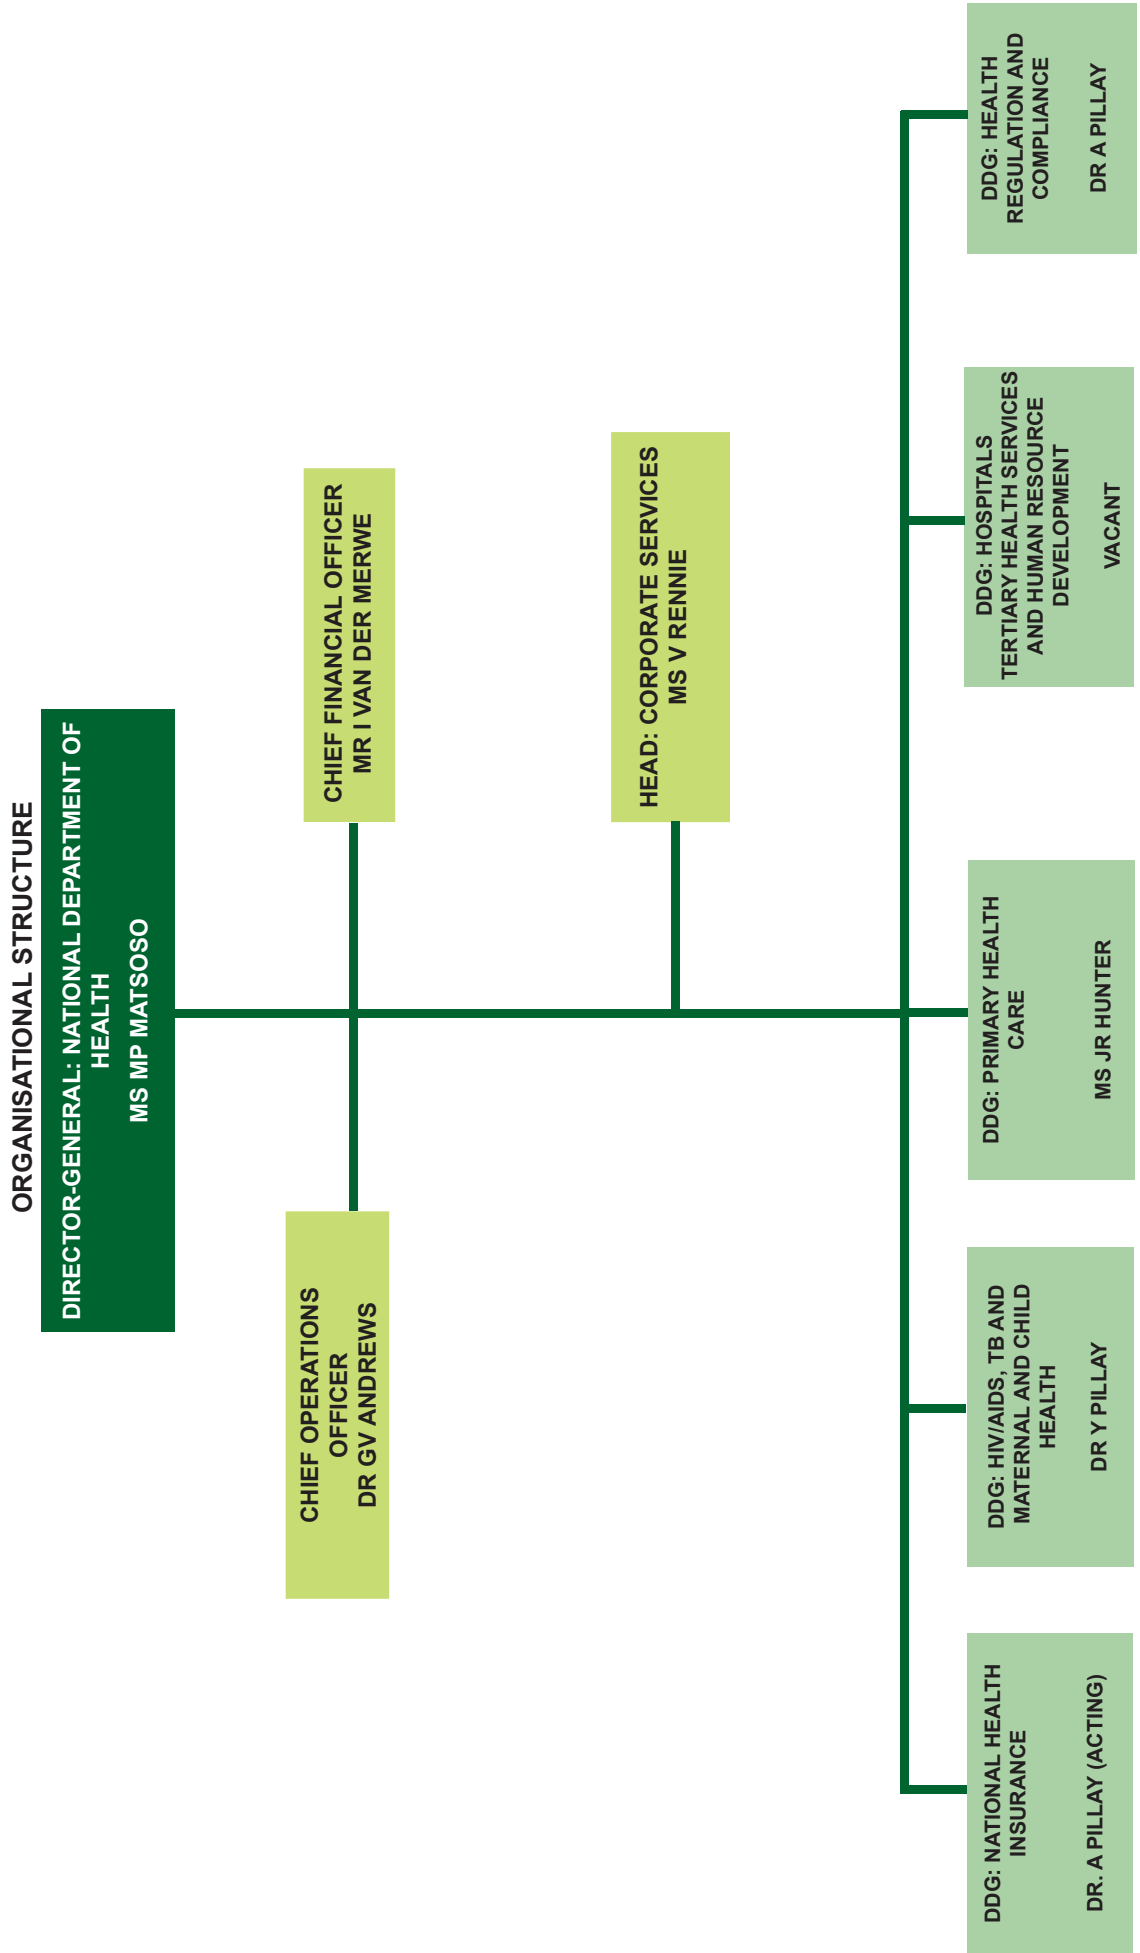 ORGANISATIONAL STRUCTURE
DIRECTOR-GENERAL: NATIONAL DEPARTMENT OF
HEALTH
MS MP MATSOSO
CHIEF OPERATIONS
OFFICER
DR GV ANDREWS
CHIEF FINANCIAL OFFICER
MR I VAN DER MERWE
HEAD: CORPORATE SERVICES
MS V RENNIE
DDG: NATIONAL HEALTH
INSURANCE
DR. A PILLAY (ACTING)
DDG: HIV/AIDS, TB AND
MATERNAL AND CHILD
HEALTH
DR Y PILLAY
DDG: PRIMARY HEALTH
CARE
MS JR HUNTER
DDG: HOSPITALS
TERTIARY HEALTH SERVICES
AND HUMAN RESOURCE
DEVELOPMENT
VACANT
DDG: HEALTH
REGULATION AND
COMPLIANCE
DR A PILLAY